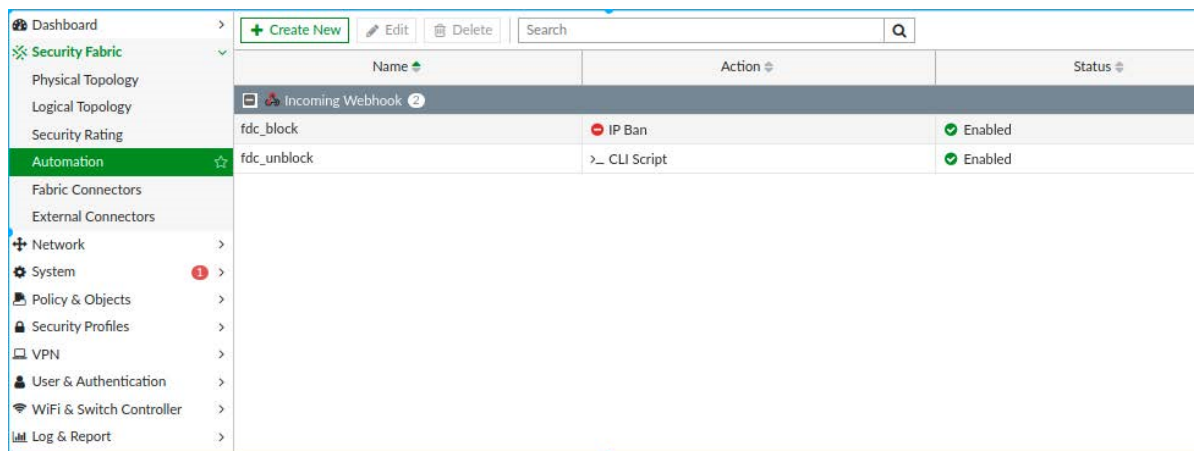 Dashboard
Security Fabric
Physical Topology
Logical Topology
Security Rating
Automation
Fabric Connectors
External Connectors
Network
System 1
Policy & Objects
Security Profiles
VPN
User & Authentication
WiFi & Switch Controller
Log & Report
+ Create New Edit Delete Search
Name Action Status
Incoming Webhook 2
fdc_block IP Ban Enabled
fdc_unblock >_ CLI Script Enabled